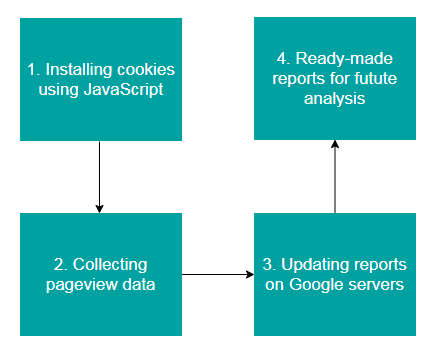 1. Installing cookies
using JavaScript
2. Collecting
pageview data
3. Updating reports
on Google servers
4. Ready-made
reports for futute
analysis